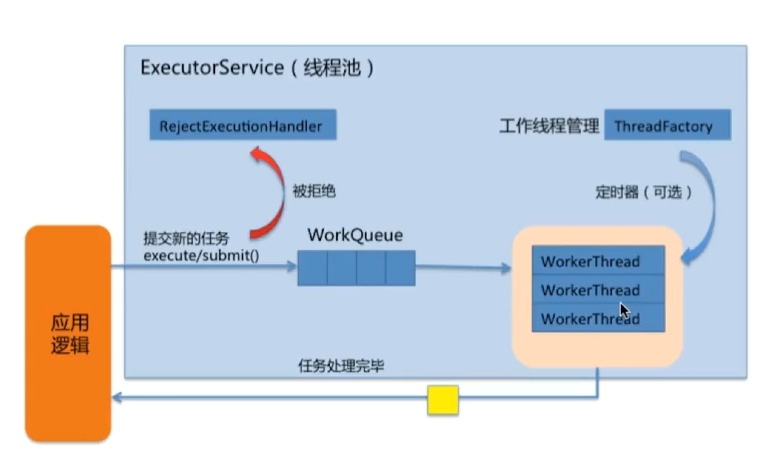 ExecutorService ( 线程池 )
RejectExecutionHandler
工作线程管理
ThreadFactory
被拒绝
定时器 ( 可选 )
提交新的任务
execute/submit()
WorkQueue
WorkerThread
WorkerThread
WorkerThread
应用
逻辑
任务处理完毕